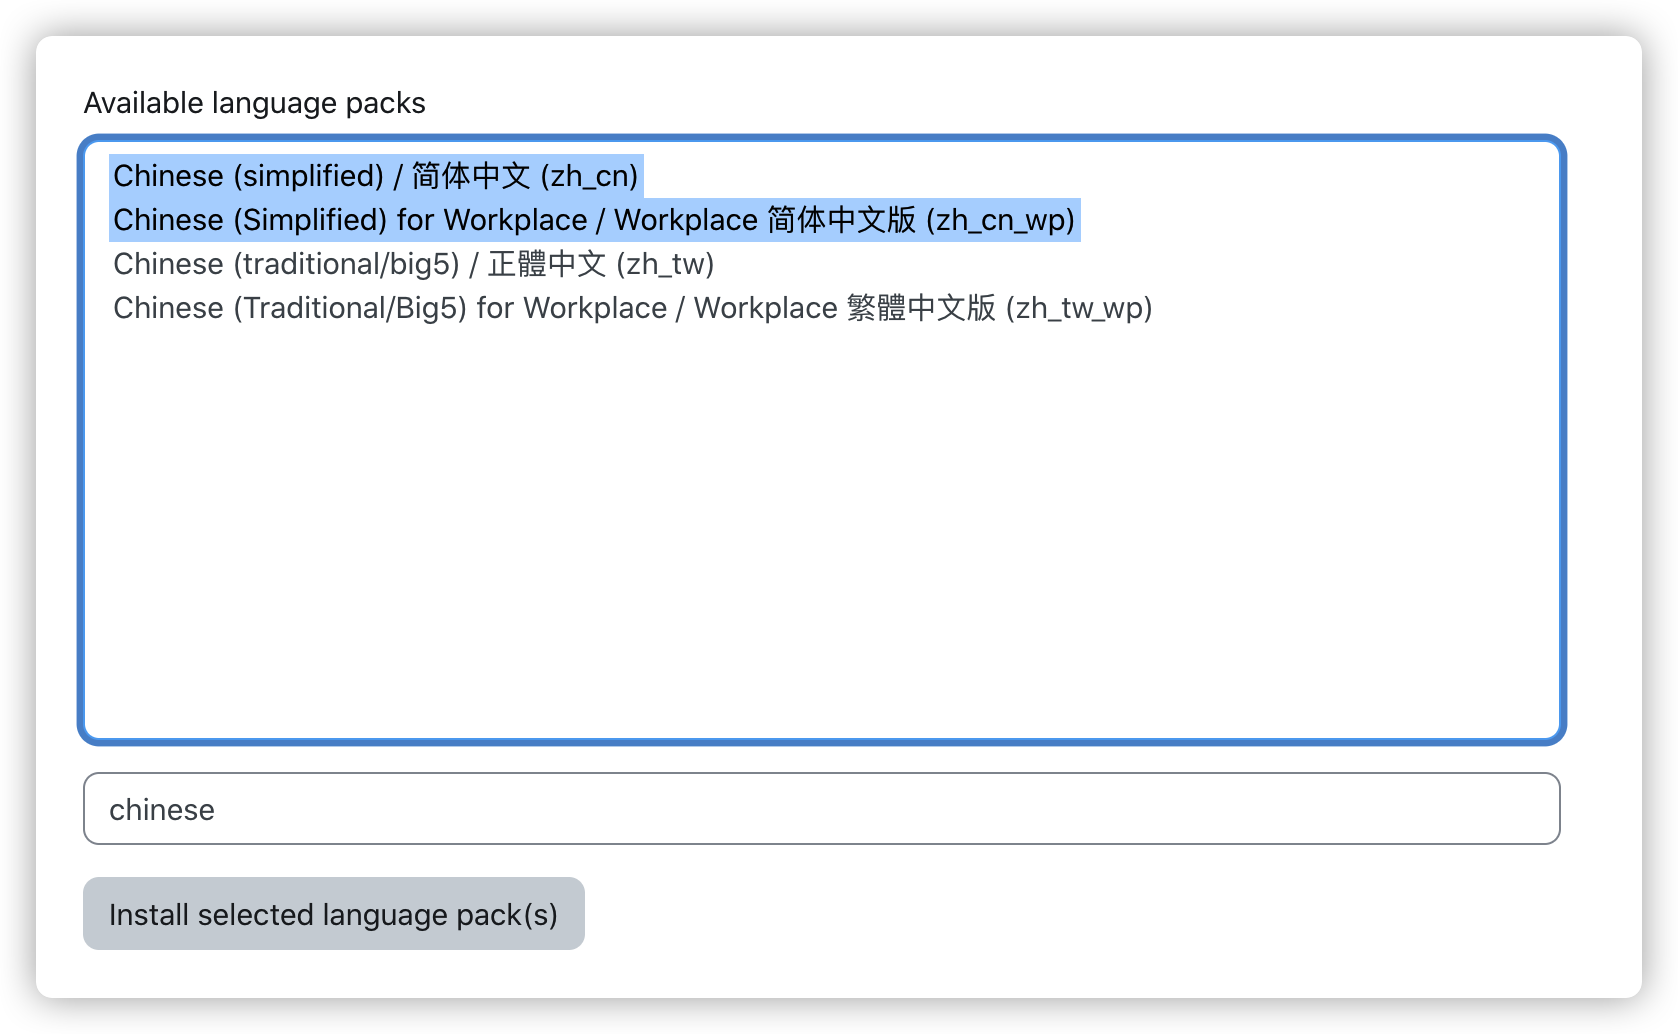 Available language packs
Chinese (simplified) / 简体中文 (zh_cn)
Chinese (Simplified) for Workplace / Workplace 简体中文版 (zh_cn_wp)
Chinese (traditional/big5) / 正體中文 (zh_tw)
Chinese (Traditional/Big5) for Workplace / Workplace 繁體中文版 (zh_tw_wp)
chinese
Install selected language pack(s)